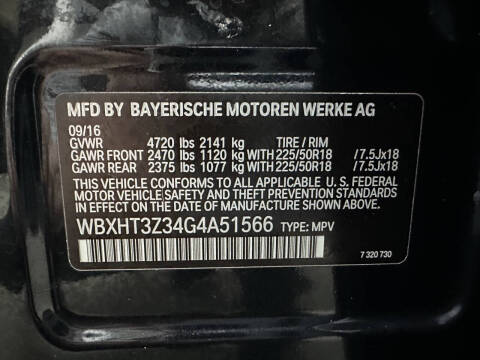 MFD BY BAYERISCHE MOTOREN WERKE AG
09/16
GVWR 4720 lbs 2141 kg TIRE / RIM
GAWR FRONT 2470 lbs 1120 kg WITH 225/50R18 /7.5Jx18
GAWR REAR 2375 lbs 1077 kg WITH 225/50R18 /7.5Jx18
THIS VEHICLE CONFORMS TO ALL APPLICABLE U. S. FEDERAL
MOTOR VEHICLE SAFETY AND THEFT PREVENTION STANDARDS
IN EFFECT ON THE DATE OF MANUFACTURE SHOWN ABOVE.
WBXHT3Z34G4A51566 TYPE: MPV
7 320 730